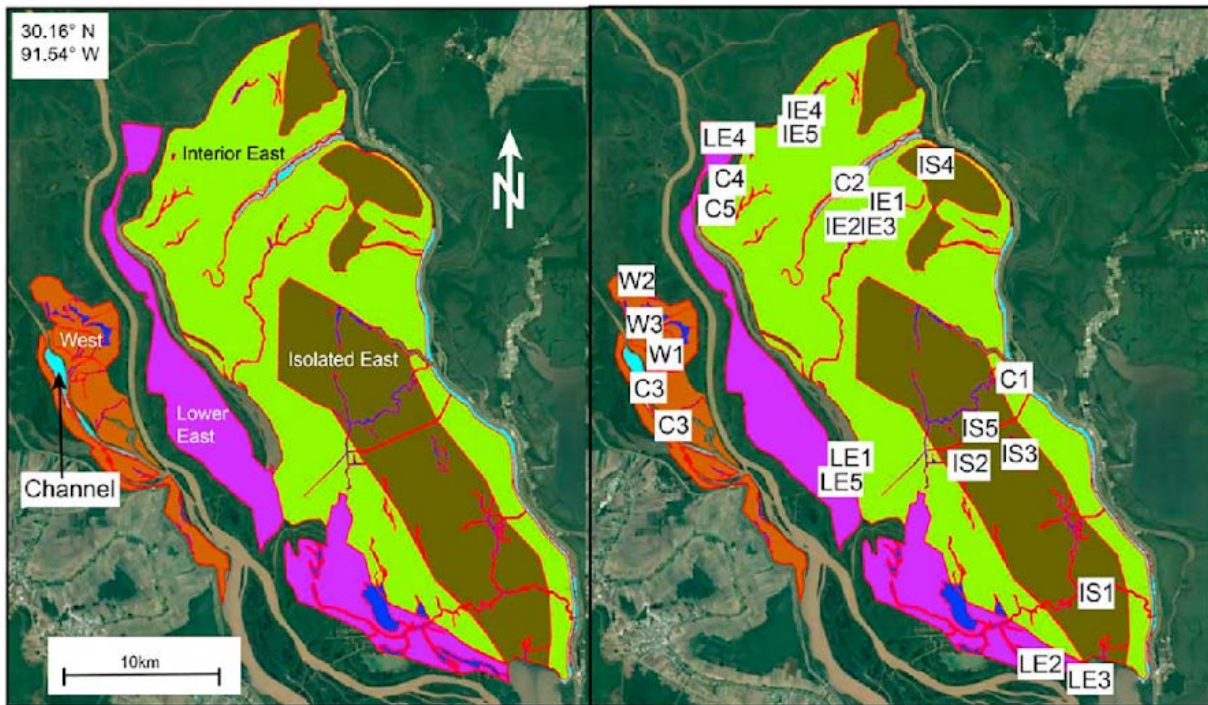 30.16° N
91.54° W
Interior East
N
West
Isolated East
Lower
East
Channel
10km
IE4
IE5
LE4
IS4
C4
C2
C5
IE1
IE2 IE3
W2
W3
W1
C3
C1
C3
IS5
LE1
IS2
IS3
LE5
IS1
LE2
LE3